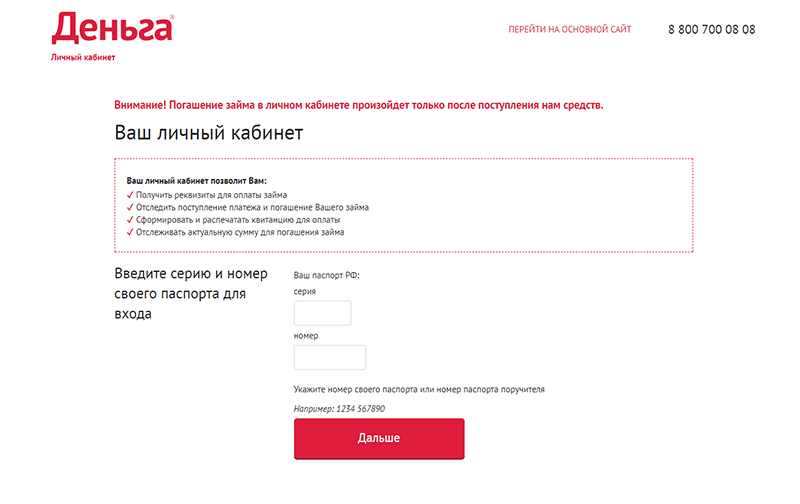 Деньга®
Личный кабинет
ПЕРЕЙТИ НА ОСНОВНОЙ САЙТ
8 800 700 08 08
Внимание! Погашение займа в личном кабинете произойдет только после поступления нам средств.
Ваш личный кабинет
Ваш личный кабинет позволит Вам:
✓ Получить реквизиты для оплаты займа
✓ Отследить поступление платежа и погашение Вашего займа
✓ Сформировать и распечатать квитанцию для оплаты
✓ Отслеживать актуальную сумму для погашения займа
Введите серию и номер
своего паспорта для
входа
Ваш паспорт РФ:
серия
номер
Укажите номер своего паспорта или номер паспорта поручителя
Например: 1234 567890
Дальше